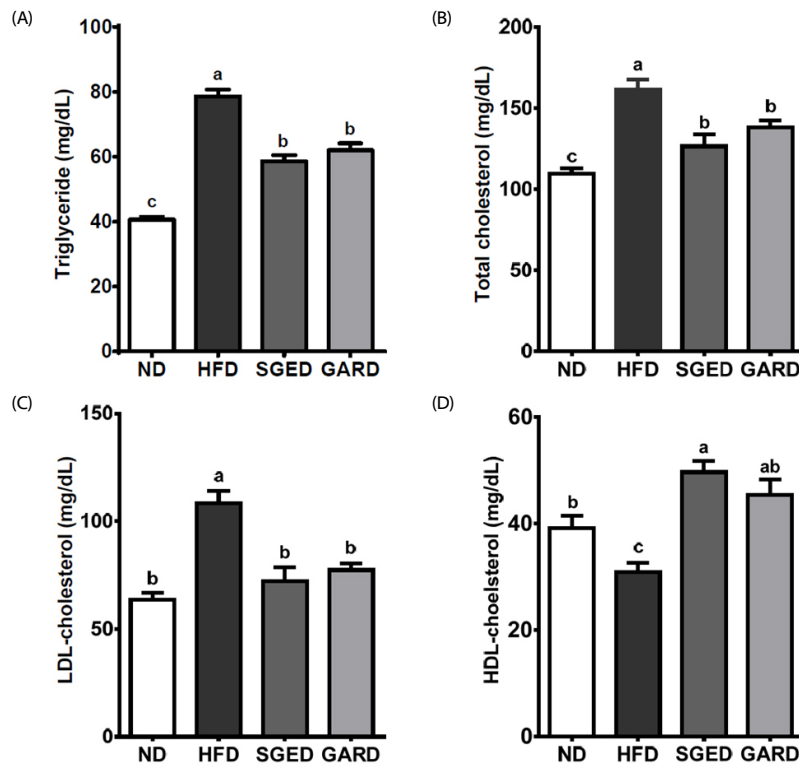 (A)
Triglyceride (mg/dL)
100
80
60
40
20
0
c
a
b
b
ND HFD SGED GARD
(B)
Total cholesterol (mg/dL)
200
150
100
50
0
c
a
b
b
ND HFD SGED GARD
(C)
LDL-cholesterol (mg/dL)
150
100
50
0
b
a
b
b
ND HFD SGED GARD
(D)
HDL-choelsterol (mg/dL)
60
40
20
0
b
c
a
ab
ND HFD SGED GARD